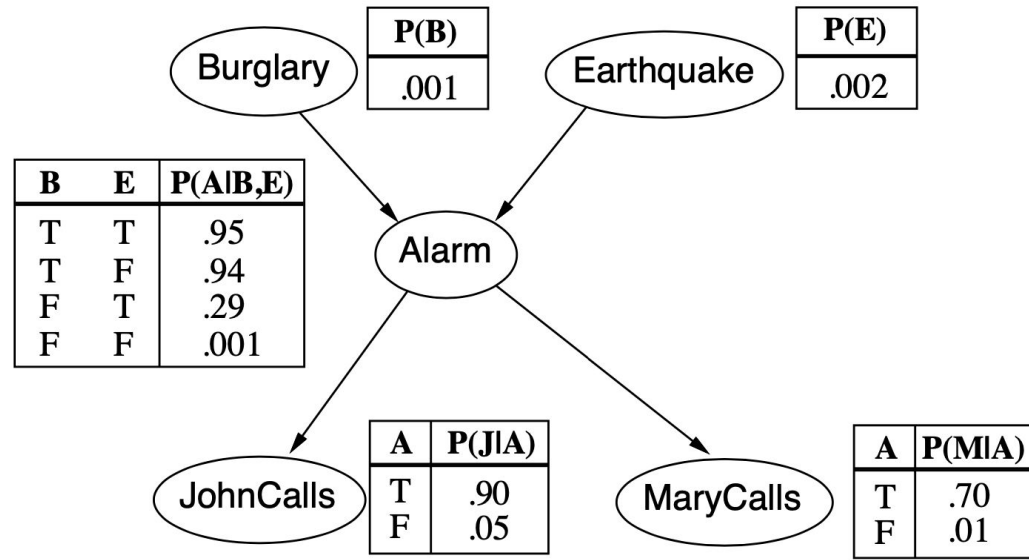 Burglary
P(B)
.001
Earthquake
P(E)
.002
B E P(A|B,E)
T T .95
T F .94
F T .29
F F .001
Alarm
JohnCalls
A P(J|A)
T .90
F .05
MaryCalls
A P(M|A)
T .70
F .01